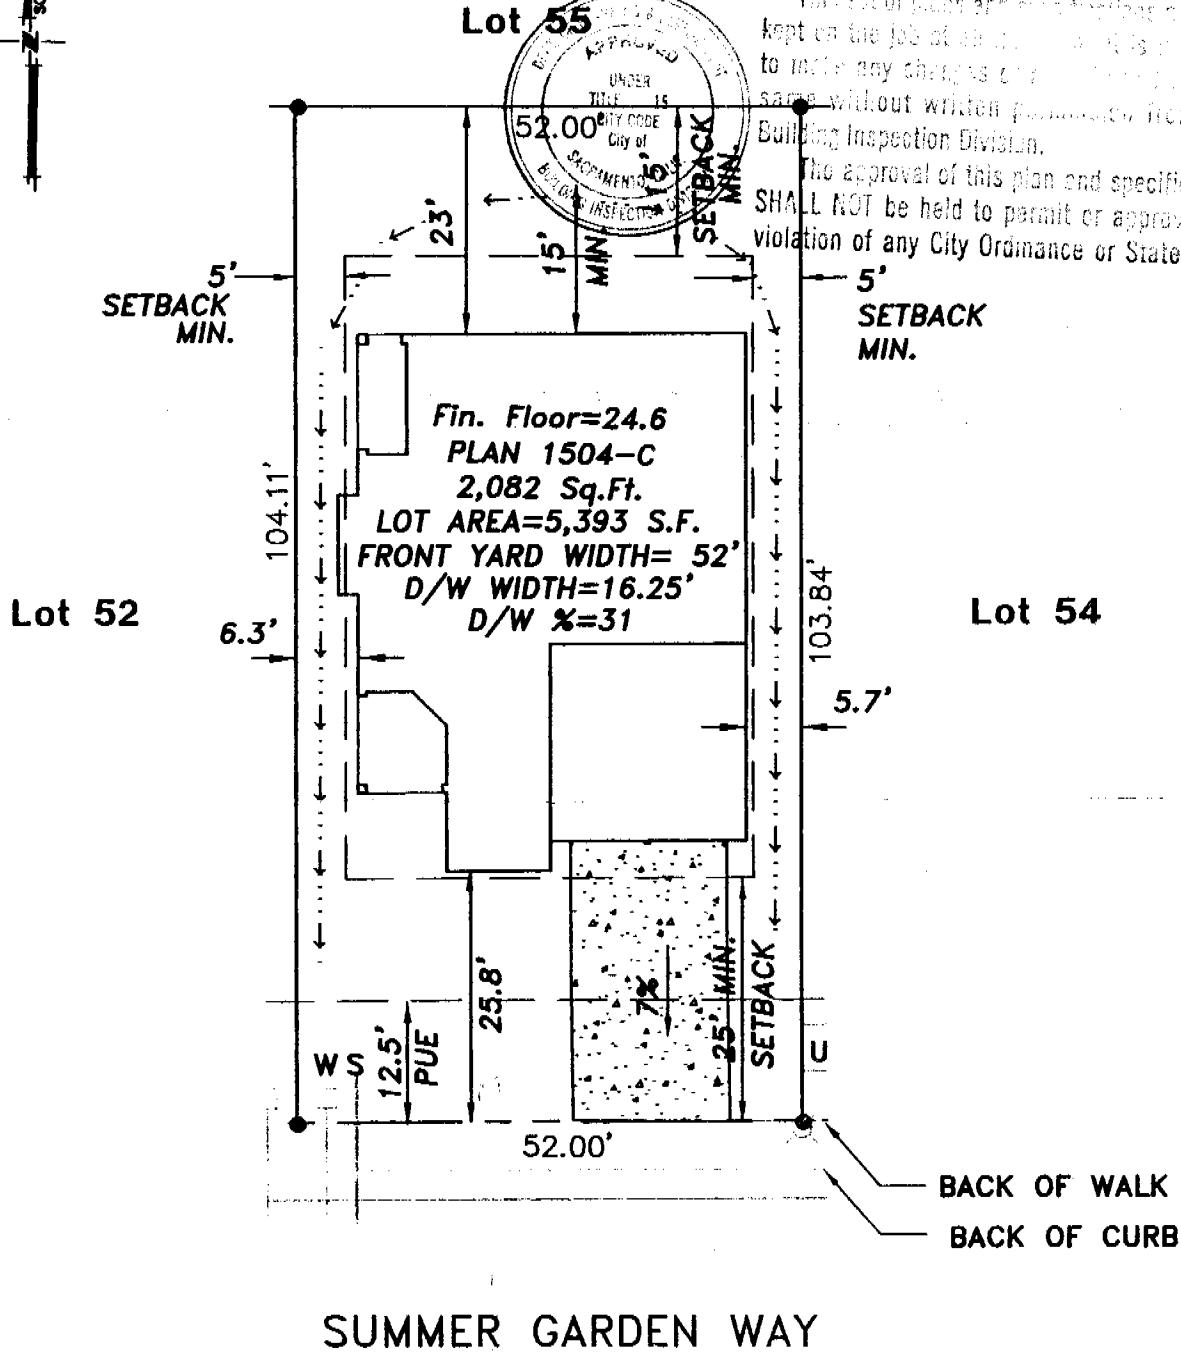 Lot 55
APPROVED
UNDER
TITLE 15
CITY CODE
City of
SACRAMENTO
BUILDING INSPECTION
kept on the job at
to make any changes
same without written
Building Inspection Division.
The approval of this plan and
SHALL NOT be held to permit or
violation of any City Ordinance or State
52.00'
23'
15'
MIN.
15'
SETBACK
MIN.
5'
SETBACK
MIN.
5'
SETBACK
MIN.
Fin. Floor=24.6
PLAN 1504-C
2,082 Sq.Ft.
LOT AREA=5,393 S.F.
FRONT YARD WIDTH= 52'
D/W WIDTH=16.25'
D/W %=31
104.11'
103.84'
Lot 52
Lot 54
6.3'
5.7'
25.8'
7%
25' MIN.
SETBACK
12.5'
PUE
W S
U
52.00'
BACK OF WALK
BACK OF CURB
SUMMER GARDEN WAY
N